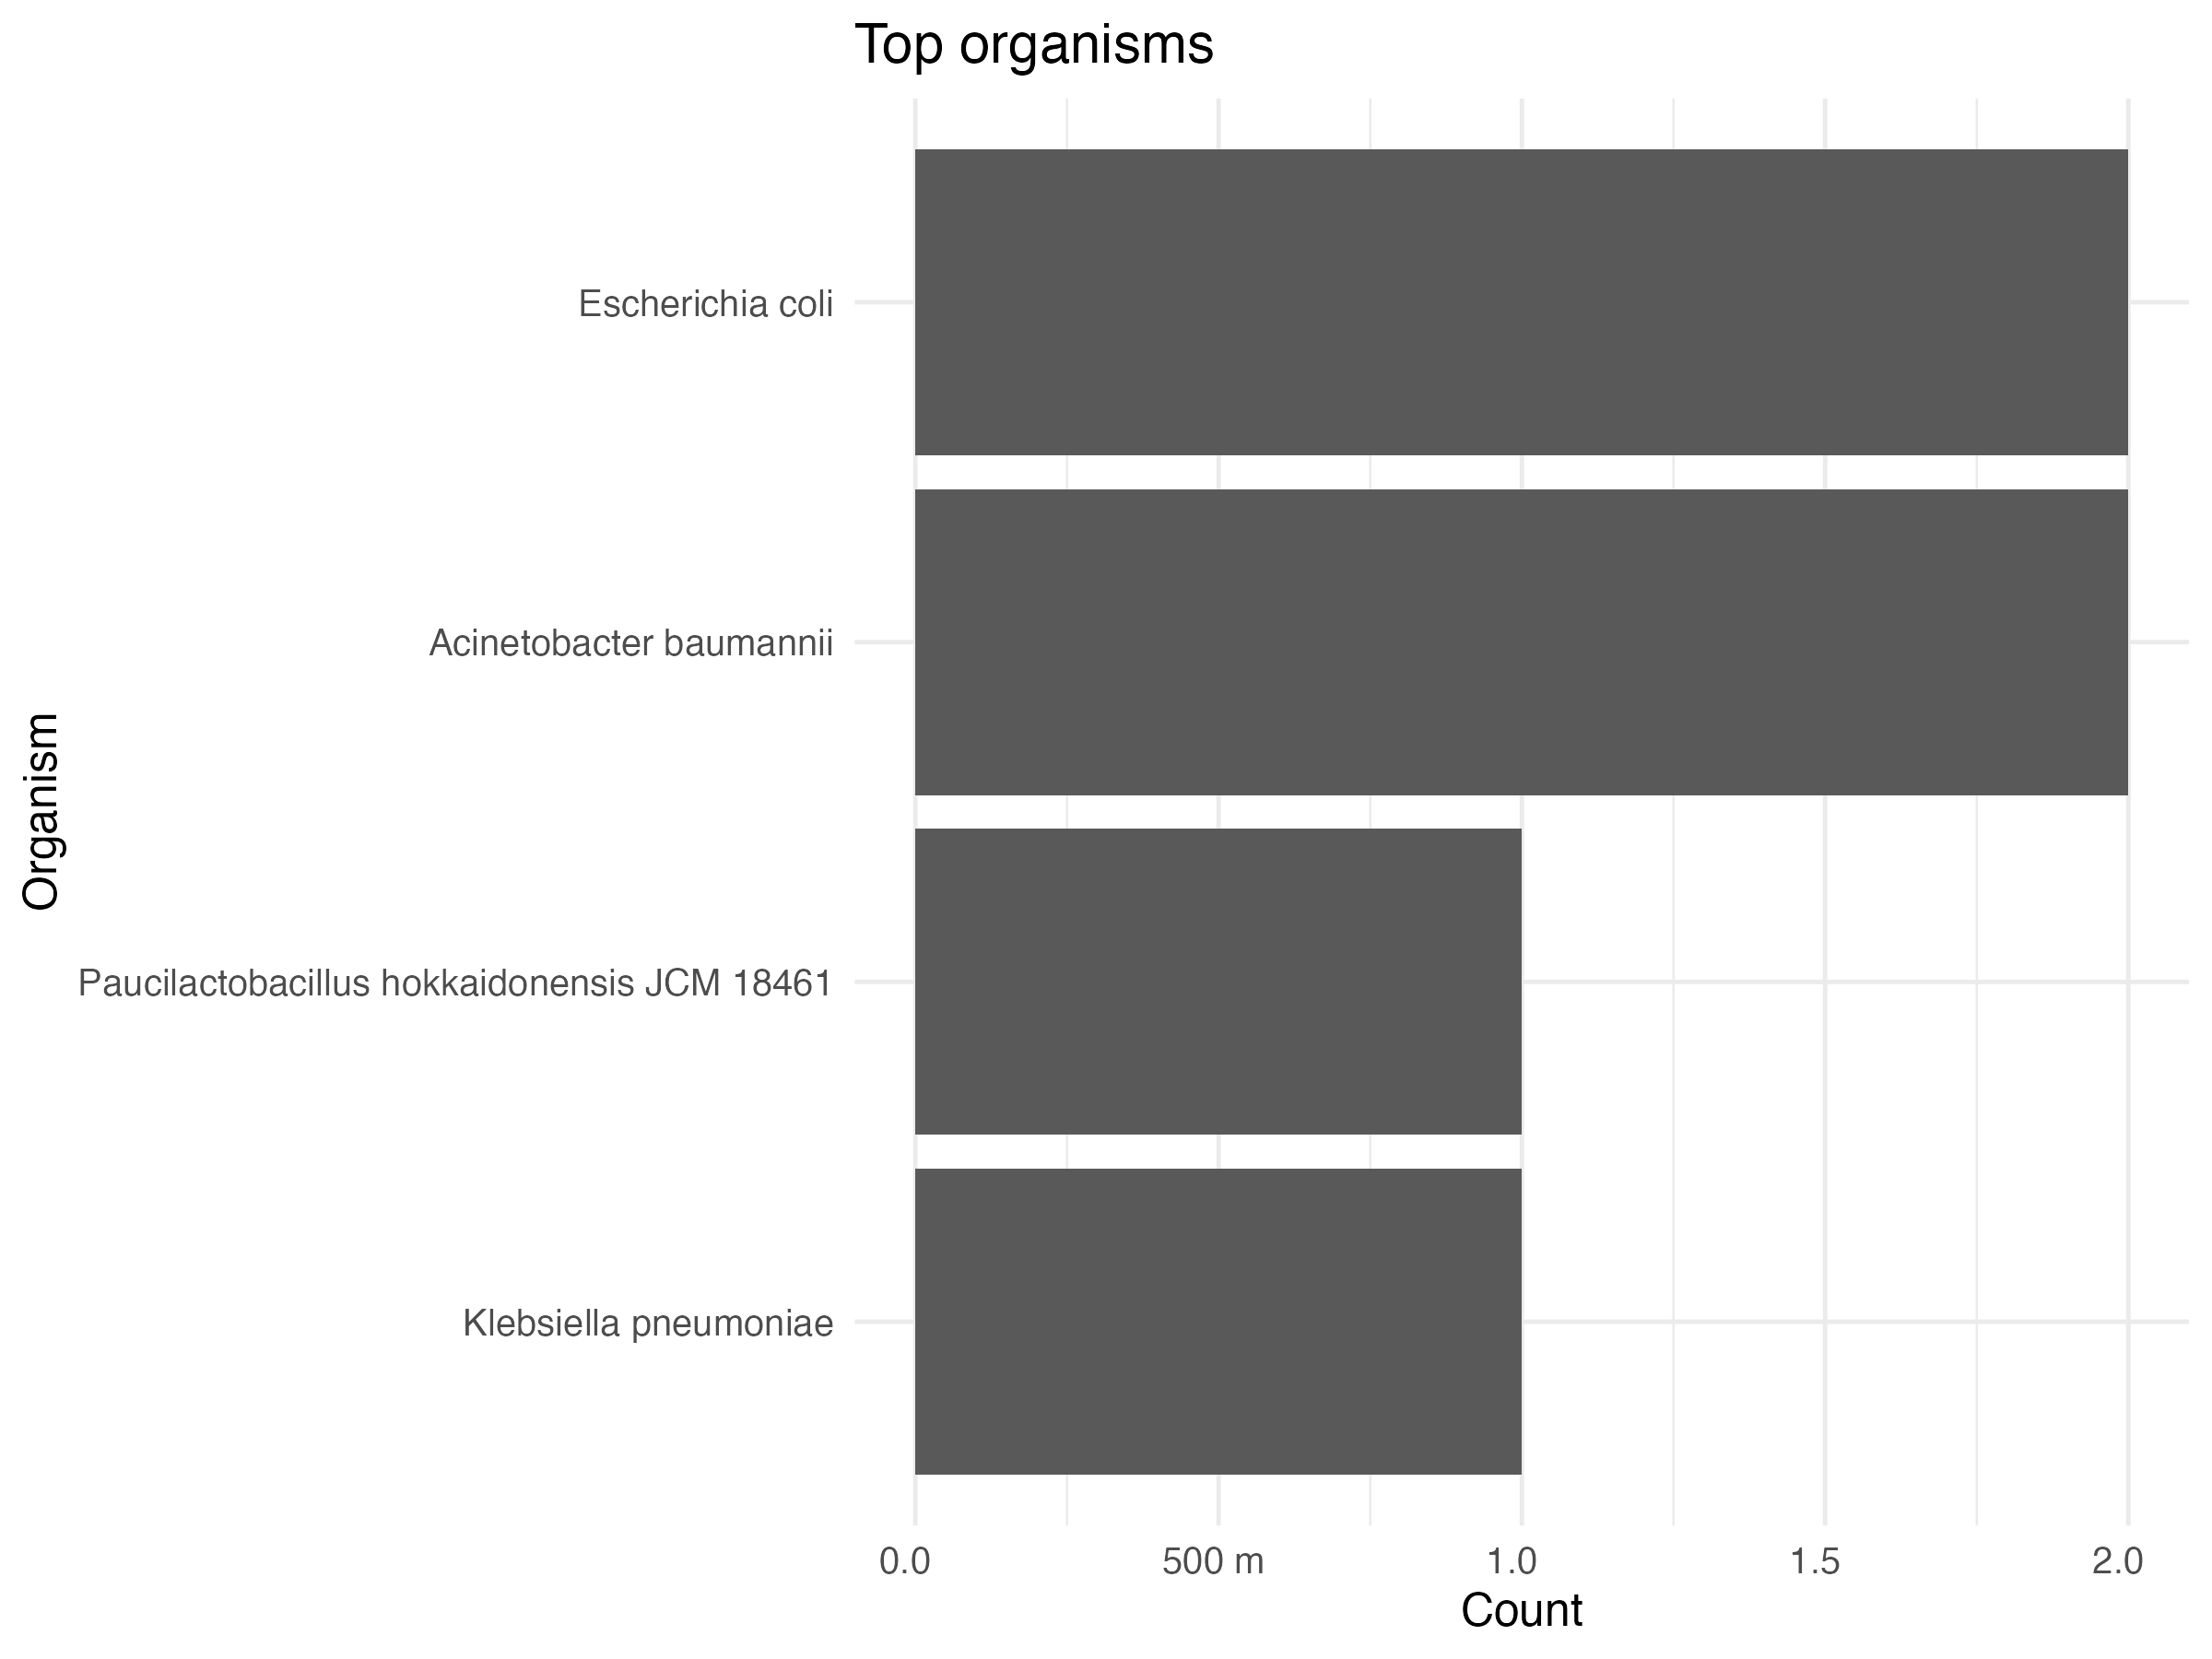 Top organisms
Escherichia coli
Acinetobacter baumannii
Paucilactobacillus hokkaidonensis JCM 18461
Klebsiella pneumoniae
Organism
0.0 500 m 1.0 1.5 2.0
Count